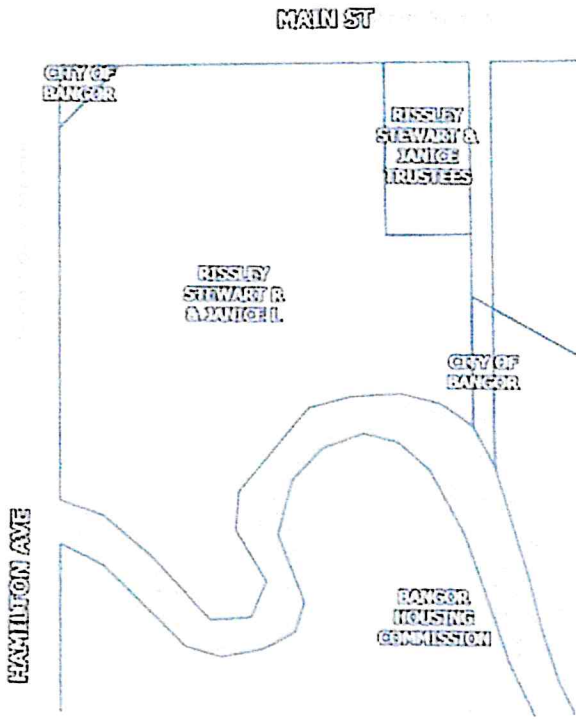 MAIN ST
CITY OF
BANGOR
RISSLEY
STEWART &
JANICE
TRUSTEES
RISSLEY
STEWART R
& JANICE L
CITY OF
BANGOR
HAMILTON AVE
BANGOR
HOUSING
COMMISSION